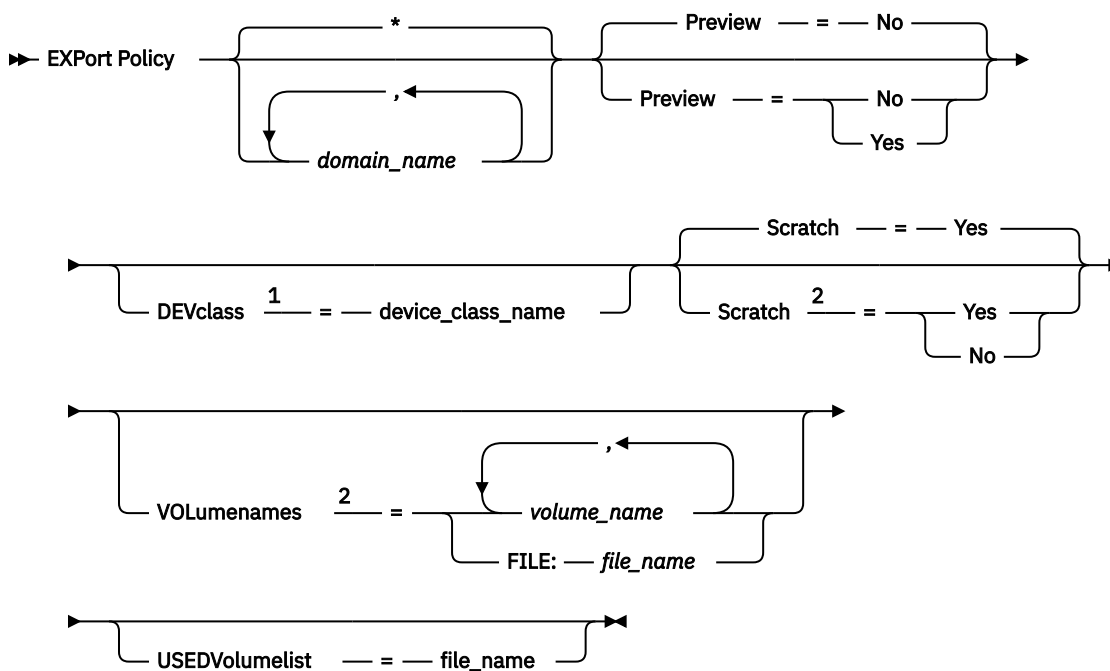 *
Preview = No
EXPort Policy
,
domain_name
Preview = No
Yes
Scratch = Yes
DEVclass 1 = device_class_name
Scratch 2 = Yes
No
,
VOLumenames 2 = volume_name
FILE: file_name
USEDVolumelist = file_name